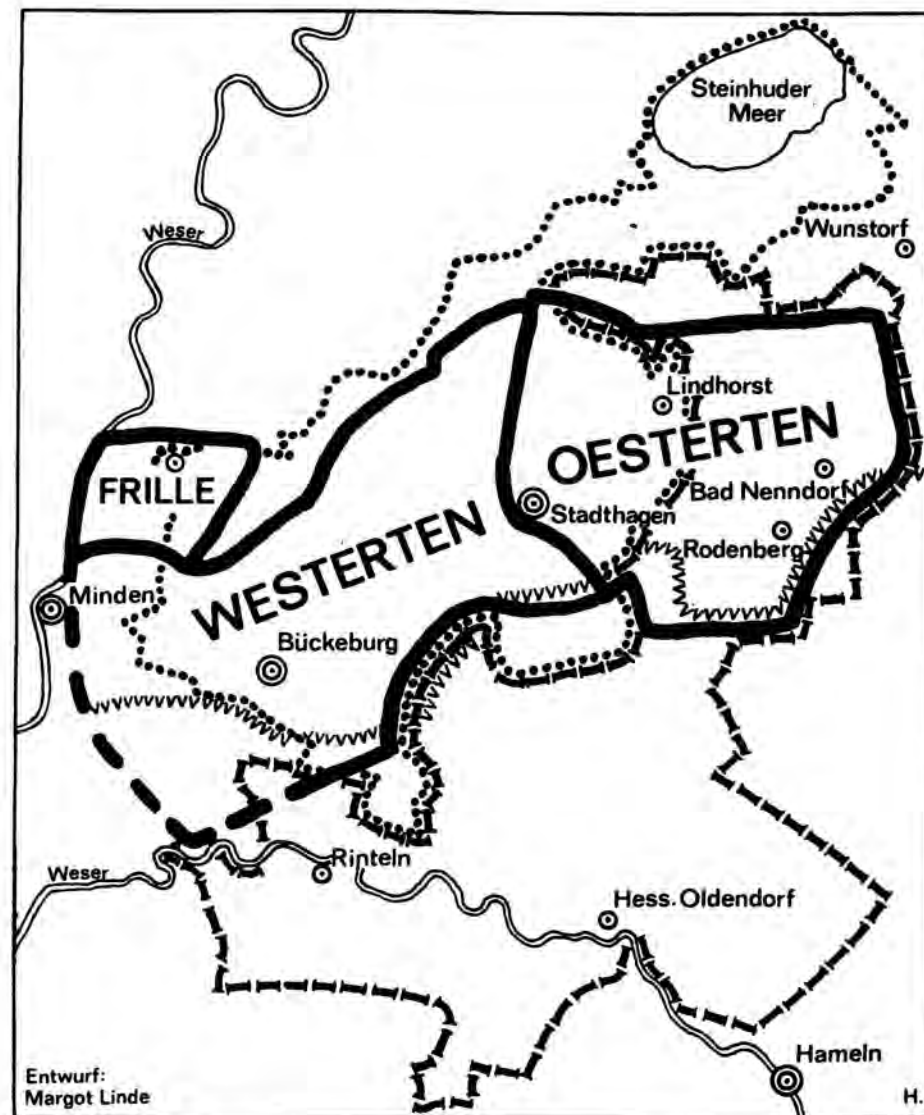 Steinhuder
Meer
Weser
Wunstorf
Lindhorst
OESTERTEN
FRILLE
Bad Nenndorf
Stadthagen
Rodenberg
WESTERTEN
Minden
Bückeburg
Weser
Rinteln
Hess. Oldendorf
Hameln
Entwurf:
Margot Linde
H.